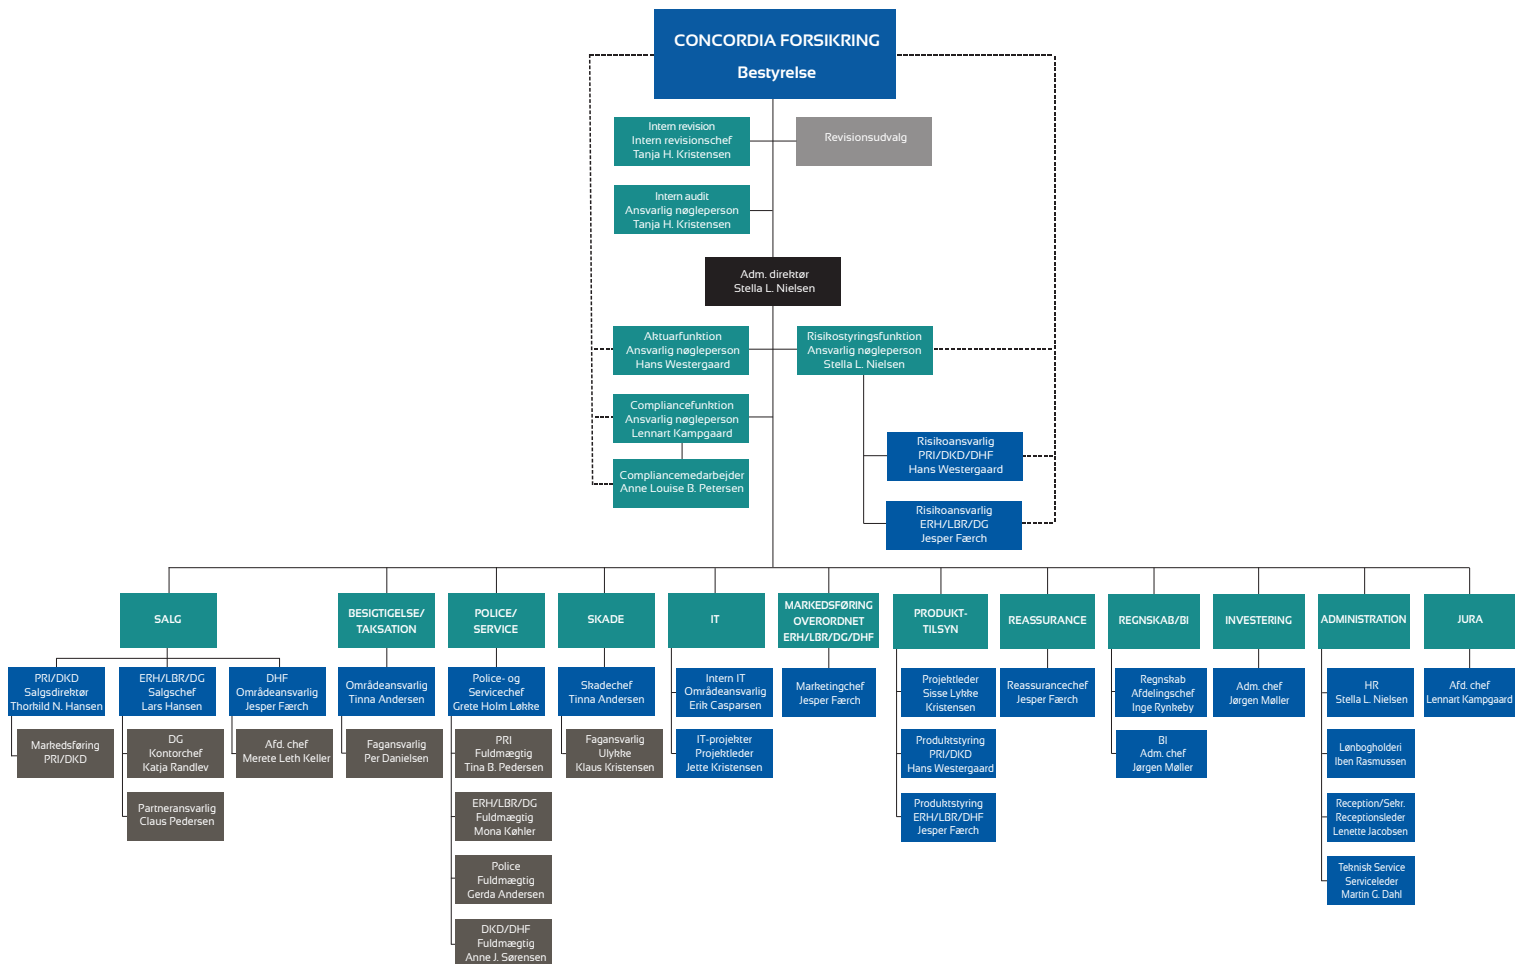 CONCORDIA FORSIKRING
Bestyrelse
Intern revision
Intern revisionschef
Tanja H. Kristensen
Revisionsudvalg
Intern audit
Ansvarlig nøgleperson
Tanja H. Kristensen
Adm. direktør
Stella L. Nielsen
Aktuarfunktion
Ansvarlig nøgleperson
Hans Westergaard
Risikostyringsfunktion
Ansvarlig nøgleperson
Stella L. Nielsen
Compliancefunktion
Ansvarlig nøgleperson
Lennart Kampgaard
Compliancemedarbejder
Anne Louise B. Petersen
Risikoansvarlig
PRI/DKD/DHF
Hans Westergaard
Risikoansvarlig
ERH/LBR/DG
Jesper Færch
SALG
BESIGTIGELSE/
TAKSATION
POLICE/
SERVICE
SKADE
IT
MARKEDSFØRING
OVERORDNET
ERH/LBR/DG/DHF
PRODUKT-
TILSYN
REASSURANCE
REGNSKAB/BI
INVESTERING
ADMINISTRATION
JURA
PRI/DKD
Salgsdirektør
Thorkild N. Hansen
ERH/LBR/DG
Salgschef
Lars Hansen
DHF
Områdeansvarlig
Jesper Færch
Områdeansvarlig
Tinna Andersen
Police- og
Servicechef
Grete Holm Løkke
Skadechef
Tinna Andersen
Intern IT
Områdeansvarlig
Erik Casparsen
Marketingchef
Jesper Færch
Projektleder
Sisse Lykke
Kristensen
Reassurancechef
Jesper Færch
Regnskab
Afdelingschef
Inge Rynkeby
Adm. chef
Jørgen Møller
HR
Stella L. Nielsen
Afd. chef
Lennart Kampgaard
Markedsføring
PRI/DKD
DG
Kontorchef
Katja Randlev
Afd. chef
Merete Leth Keller
Fagansvarlig
Per Danielsen
PRI
Fuldmægtig
Tina B. Pedersen
Fagansvarlig
Ulykke
Klaus Kristensen
IT-projekter
Projektleder
Jette Kristensen
Produktstyring
PRI/DKD
Hans Westergaard
BI
Adm. chef
Jørgen Møller
Lønbogholderi
Iben Rasmussen
Partneransvarlig
Claus Pedersen
ERH/LBR/DG
Fuldmægtig
Mona Køhler
Produktstyring
ERH/LBR/DHF
Jesper Færch
Reception/Sekr.
Receptionsleder
Lenette Jacobsen
Police
Fuldmægtig
Gerda Andersen
Teknisk Service
Serviceleder
Martin G. Dahl
DKD/DHF
Fuldmægtig
Anne J. Sørensen